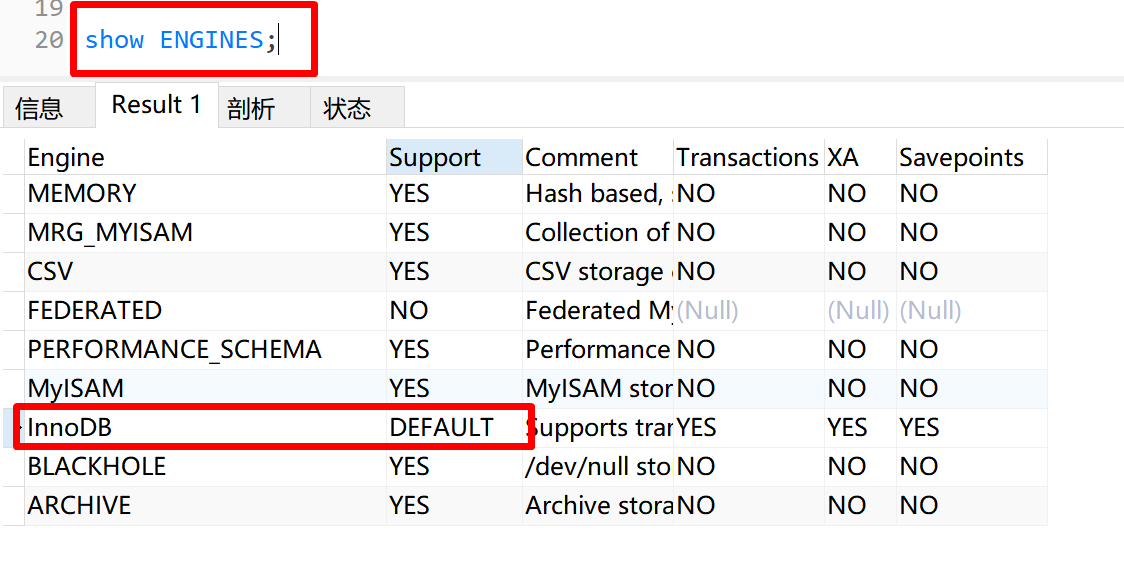 19
20 show ENGINES;
信息 Result 1 剖析 状态
Engine Support Comment Transactions XA Savepoints
MEMORY YES Hash based, NO NO NO
MRG_MYISAM YES Collection of NO NO NO
CSV YES CSV storage NO NO NO
FEDERATED NO Federated My (Null) (Null) (Null)
PERFORMANCE_SCHEMA YES Performance NO NO NO
MyISAM YES MyISAM stor NO NO NO
InnoDB DEFAULT Supports tran YES YES YES
BLACKHOLE YES /dev/null sto NO NO NO
ARCHIVE YES Archive stora NO NO NO